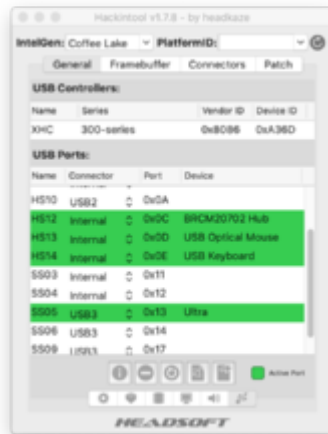 Hackintool v1.7.8 - by headkaze
IntelGen: Coffee Lake PlatformID:
General Framebuffer Connectors Patch
USB Controllers:
Name Series Vendor ID Device ID
XHC 300-series 0x8086 0xA36D
USB Ports:
Name Connector Port Device
Internal
HS10 USB2 0x0A
HS12 Internal 0x0C BRCM20702 Hub
HS13 Internal 0x0D USB Optical Mouse
HS14 Internal 0x0E USB Keyboard
SS03 Internal 0x11
SS04 Internal 0x12
SS05 USB3 0x13 Ultra
SS06 USB3 0x14
SS09 USB3 0x17
Active Port
HEADSOFT